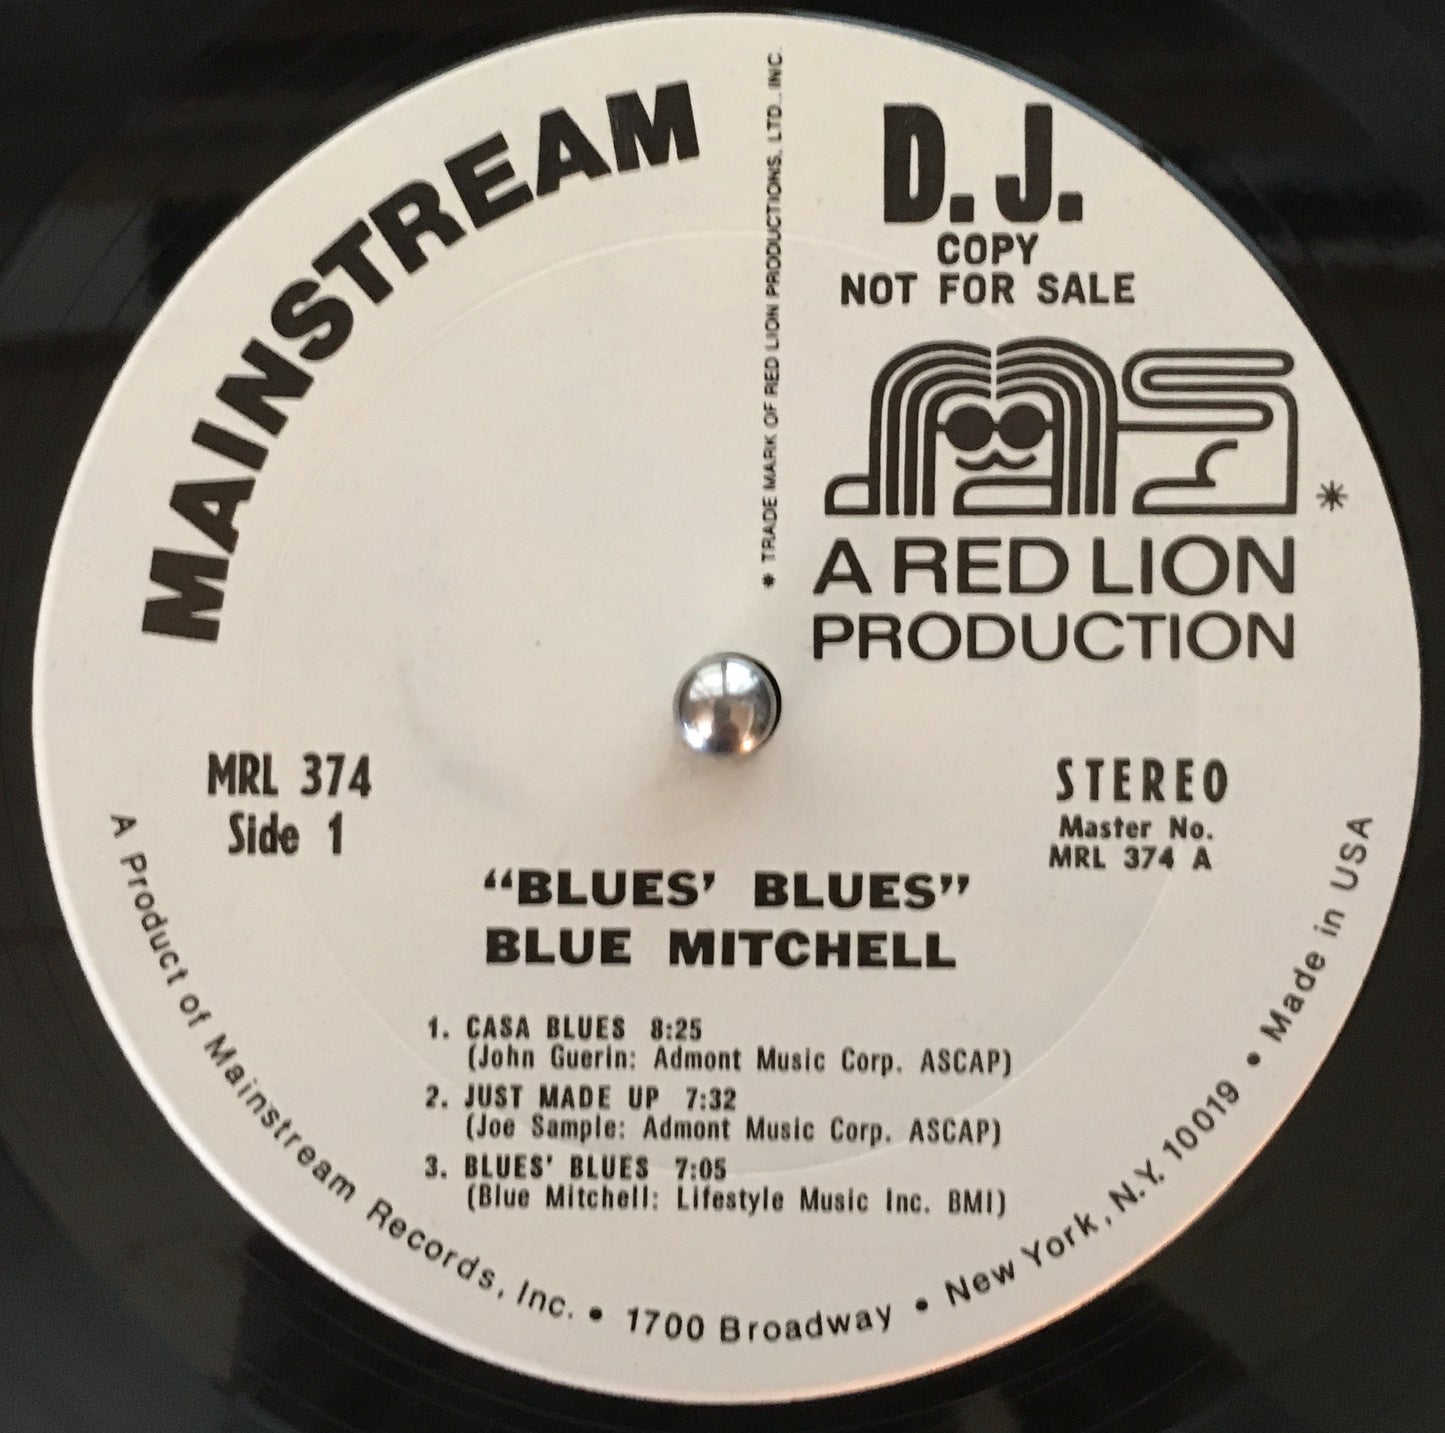 MAINSTREAM
* TRADE MARK OF RED LION PRODUCTIONS, LTD., INC.
D.J.
COPY
NOT FOR SALE
*
A RED LION
PRODUCTION
MRL 374
Side 1
STEREO
Master No.
MRL 374 A
“BLUES’ BLUES”
BLUE MITCHELL
1. CASA BLUES 8:25
(John Guerin: Admont Music Corp. ASCAP)
2. JUST MADE UP 7:32
(Joe Sample: Admont Music Corp. ASCAP)
3. BLUES’ BLUES 7:05
(Blue Mitchell: Lifestyle Music Inc. BMI)
A Product of Mainstream Records, Inc. • 1700 Broadway • New York, N.Y. 10019 • Made in USA